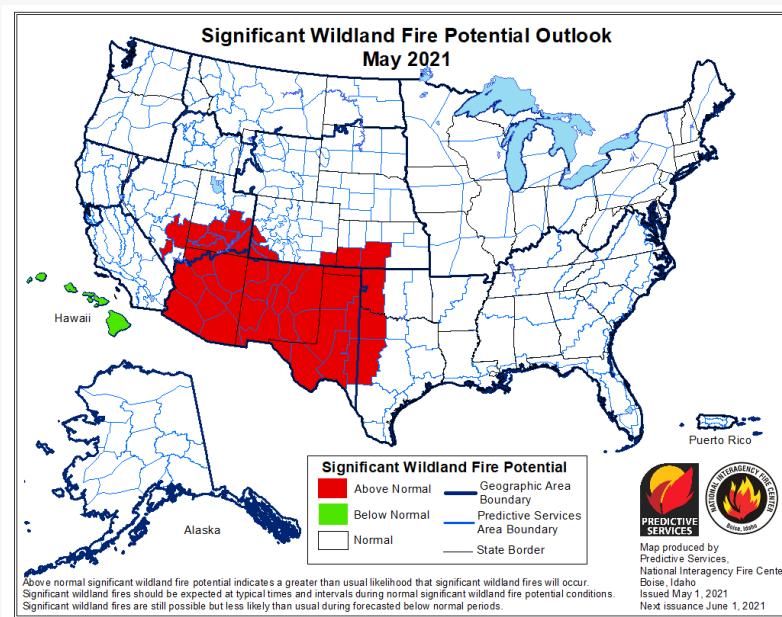 Significant Wildland Fire Potential Outlook
May 2021
Hawaii
Alaska
Puerto Rico
Significant Wildland Fire Potential
Above Normal
Below Normal
Normal
Geographic Area
Boundary
Predictive Services
Area Boundary
State Border
PREDICTIVE
SERVICES
NATIONAL INTERAGENCY FIRE CENTER
Boise, Idaho
Map produced by
Predictive Services,
National Interagency Fire Cente
Boise, Idaho
Issued May 1, 2021
Next issuance June 1, 2021
Above normal significant wildland fire potential indicates a greater than usual likelihood that significant wildland fires will occur.
Significant wildland fires should be expected at typical times and intervals during normal significant wildland fire potential conditions.
Significant wildland fires are still possible but less likely than usual during forecasted below normal periods.